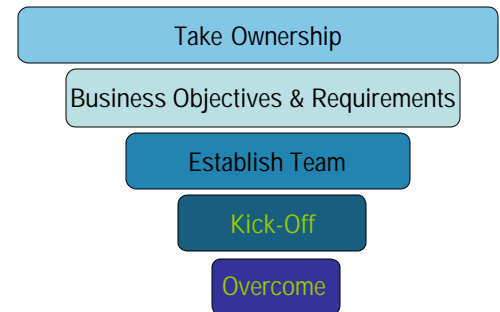 Take Ownership
Business Objectives & Requirements
Establish Team
Kick-Off
Overcome